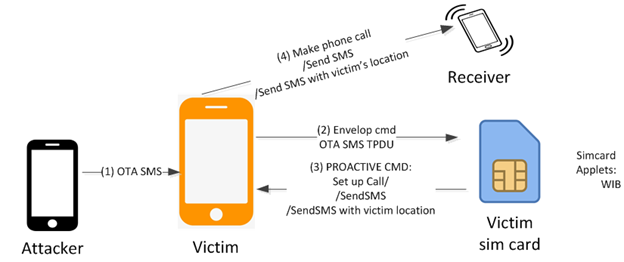 (4) Make phone call
/Send SMS
/Send SMS with victim's location
Receiver
(1) OTA SMS
(2) Envelop cmd
OTA SMS TPDU
(3) PROACTIVE CMD:
Set up Call/
/SendSMS
/SendSMS with victim location
Simcard
Applets:
WIB
Attacker
Victim
Victim
sim card